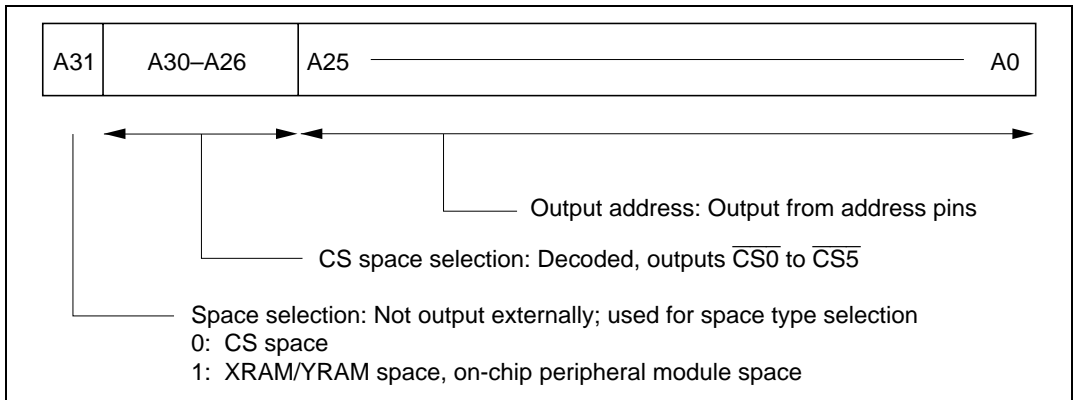 A31 A30–A26 A25 A0
Output address: Output from address pins
CS space selection: Decoded, outputs C̅S̅0̅ to C̅S̅5̅
Space selection: Not output externally; used for space type selection
0: CS space
1: XRAM/YRAM space, on-chip peripheral module space